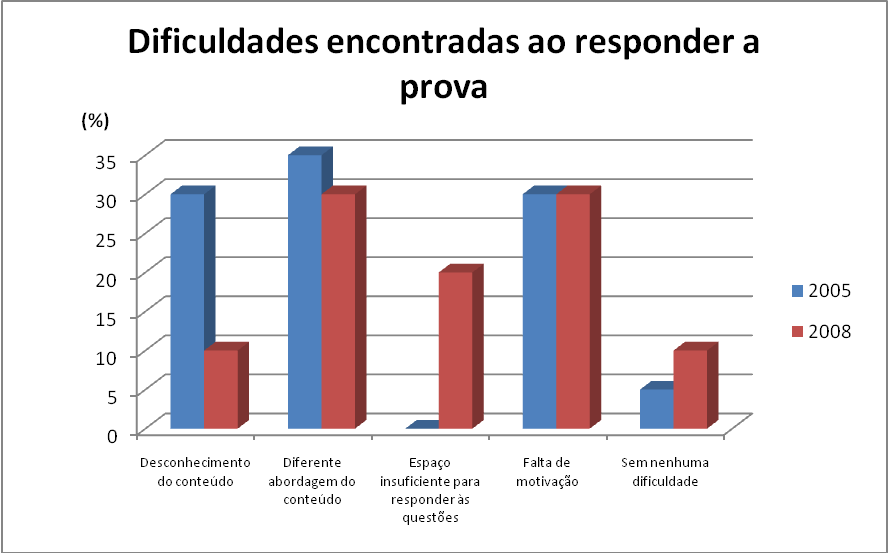 Dificuldades encontradas ao responder a
prova
(%)
35
30
25
20
15
10
5
0
Desconhecimento
do conteúdo
Diferente
abordagem do
conteúdo
Espaço
insuficiente para
responder às
questões
Falta de
motivação
Sem nenhuma
dificuldade
2005
2008